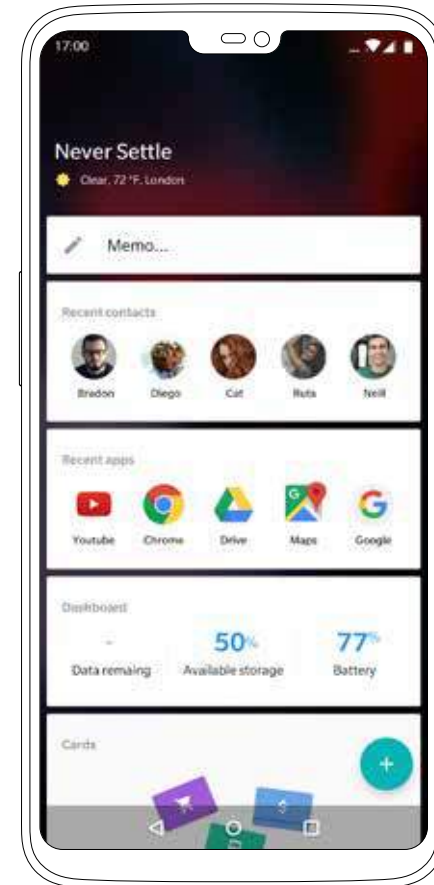 17:00
Never Settle
Clear, 72 °F, London
Memo...
Recent contacts
Bradon Diego Cat Ruta Neill
Recent apps
G
Youtube Chrome Drive Maps Google
Dashboard
- 50% 77%
Data remaing Available storage Battery
Cards
+
$